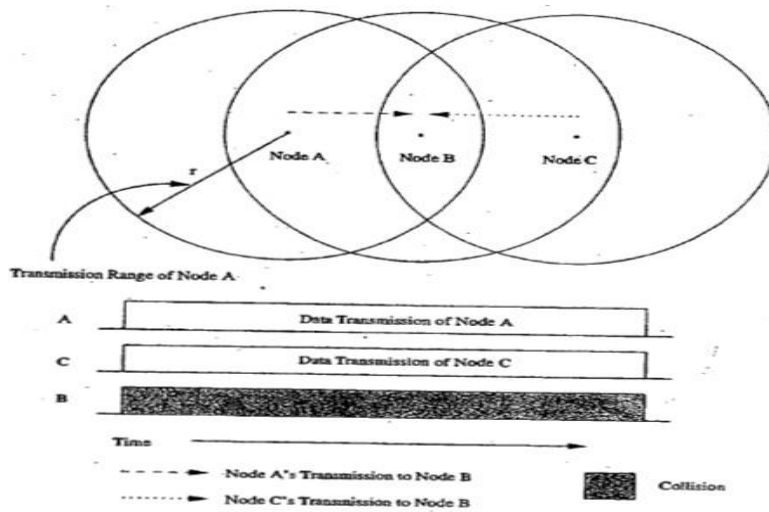 Node A Node B Node C
r
Transmission Range of Node A
A Data Transmission of Node A
C Data Transmission of Node C
B
Time
Node A's Transmission to Node B
Collision
Node C's Transmission to Node B